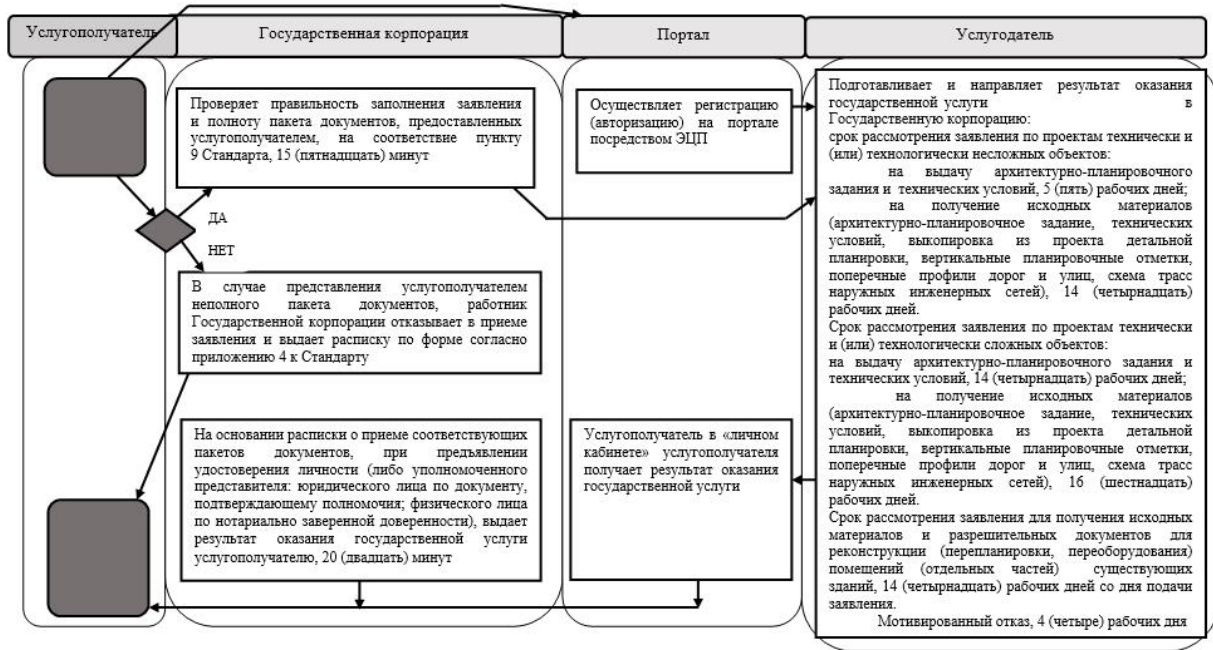 Услугополучатель
Государственная корпорация
Портал
Услугодатель
Проверяет правильность заполнения заявления
и полноту пакета документов, предоставленных
услугополучателем, на соответствие пункту
9 Стандарта, 15 (пятнадцать) минут
ДА
НЕТ
В случае представления услугополучателем
неполного пакета документов, работник
Государственной корпорации отказывает в приеме
заявления и выдает расписку по форме согласно
приложению 4 к Стандарту
На основании расписки о приеме соответствующих
пакетов документов, при предъявлении
удостоверения личности (либо уполномоченного
представителя: юридического лица по документу,
подтверждающему полномочия; физического лица
по нотариально заверенной доверенности), выдает
результат оказания государственной услуги
услугополучателю, 20 (двадцать) минут
Осуществляет регистрацию
(авторизацию) на портале
посредством ЭЦП
Услугополучатель в «личном
кабинете» услугополучателя
получает результат оказания
государственной услуги
Подготавливает и направляет результат оказания
государственной услуги в
Государственную корпорацию:
срок рассмотрения заявления по проектам технически и
(или) технологически несложных объектов:
на выдачу архитектурно-планировочного
задания и технических условий, 5 (пять) рабочих дней;
на получение исходных материалов
(архитектурно-планировочное задание, технических
условий, выкопировка из проекта детальной
планировки, вертикальные планировочные отметки,
поперечные профили дорог и улиц, схема трасс
наружных инженерных сетей), 14 (четырнадцать)
рабочих дней.
Срок рассмотрения заявления по проектам технически
и (или) технологически сложных объектов:
на выдачу архитектурно-планировочного задания и
технических условий, 14 (четырнадцать) рабочих дней;
на получение исходных материалов
(архитектурно-планировочное задание, технических
условий, выкопировка из проекта детальной
планировки, вертикальные планировочные отметки,
поперечные профили дорог и улиц, схема трасс
наружных инженерных сетей), 16 (шестнадцать)
рабочих дней.
Срок рассмотрения заявления для получения исходных
материалов и разрешительных документов для
реконструкции (перепланировки, переоборудования)
помещений (отдельных частей) существующих
зданий, 14 (четырнадцать) рабочих дней со дня подачи
заявления.
Мотивированный отказ, 4 (четыре) рабочих дня